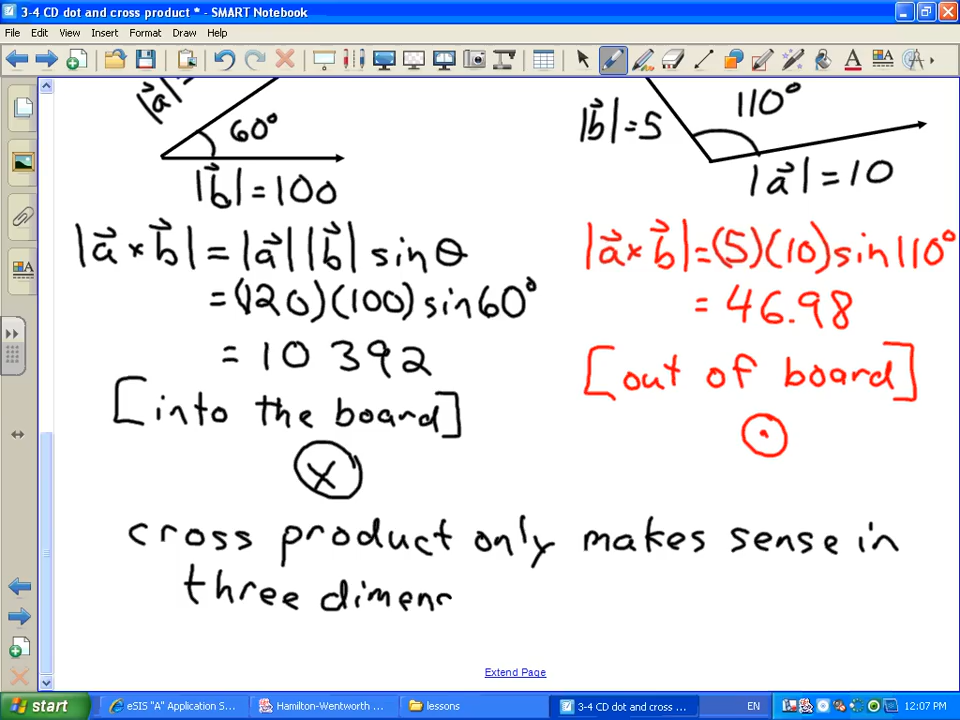 3-4 CD dot and cross product * - SMART Notebook
File Edit View Insert Format Draw Help
|a⃗|
60°
|b⃗| = 100
110°
|b⃗| = 5
|a⃗| = 10
|a⃗ × b⃗| = |a⃗| |b⃗| sin θ
= (120)(100) sin 60°
= 10 392
[into the board]
X
|a⃗ × b⃗| = (5)(10) sin 110°
= 46.98
[out of board]
cross product only makes sense in
three dimen
Extend Page
start
eSIS "A" Application S...
Hamilton-Wentworth ...
lessons
3-4 CD dot and cross ...
EN
12:07 PM